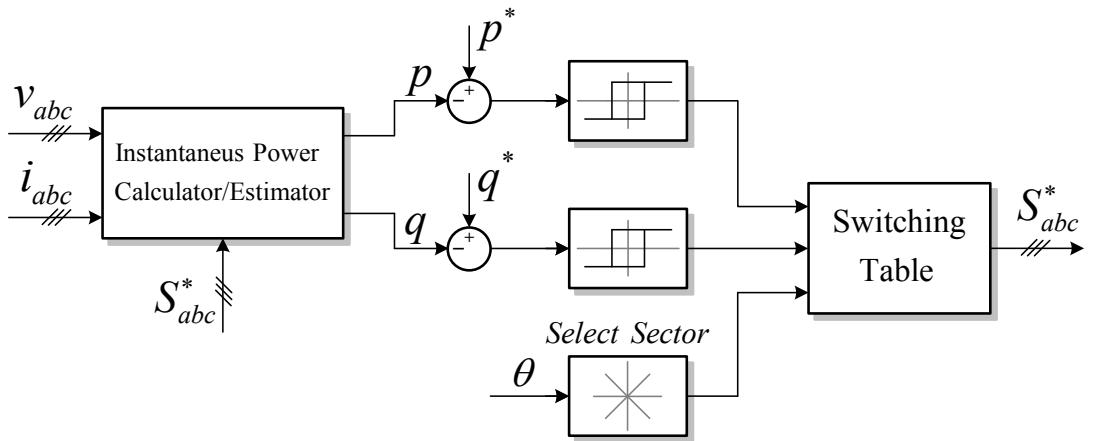 p*
p
v_abc
Instantaneus Power
Calculator/Estimator
i_abc
q*
q
S*_abc
Switching
Table
S*_abc
Select Sector
θ